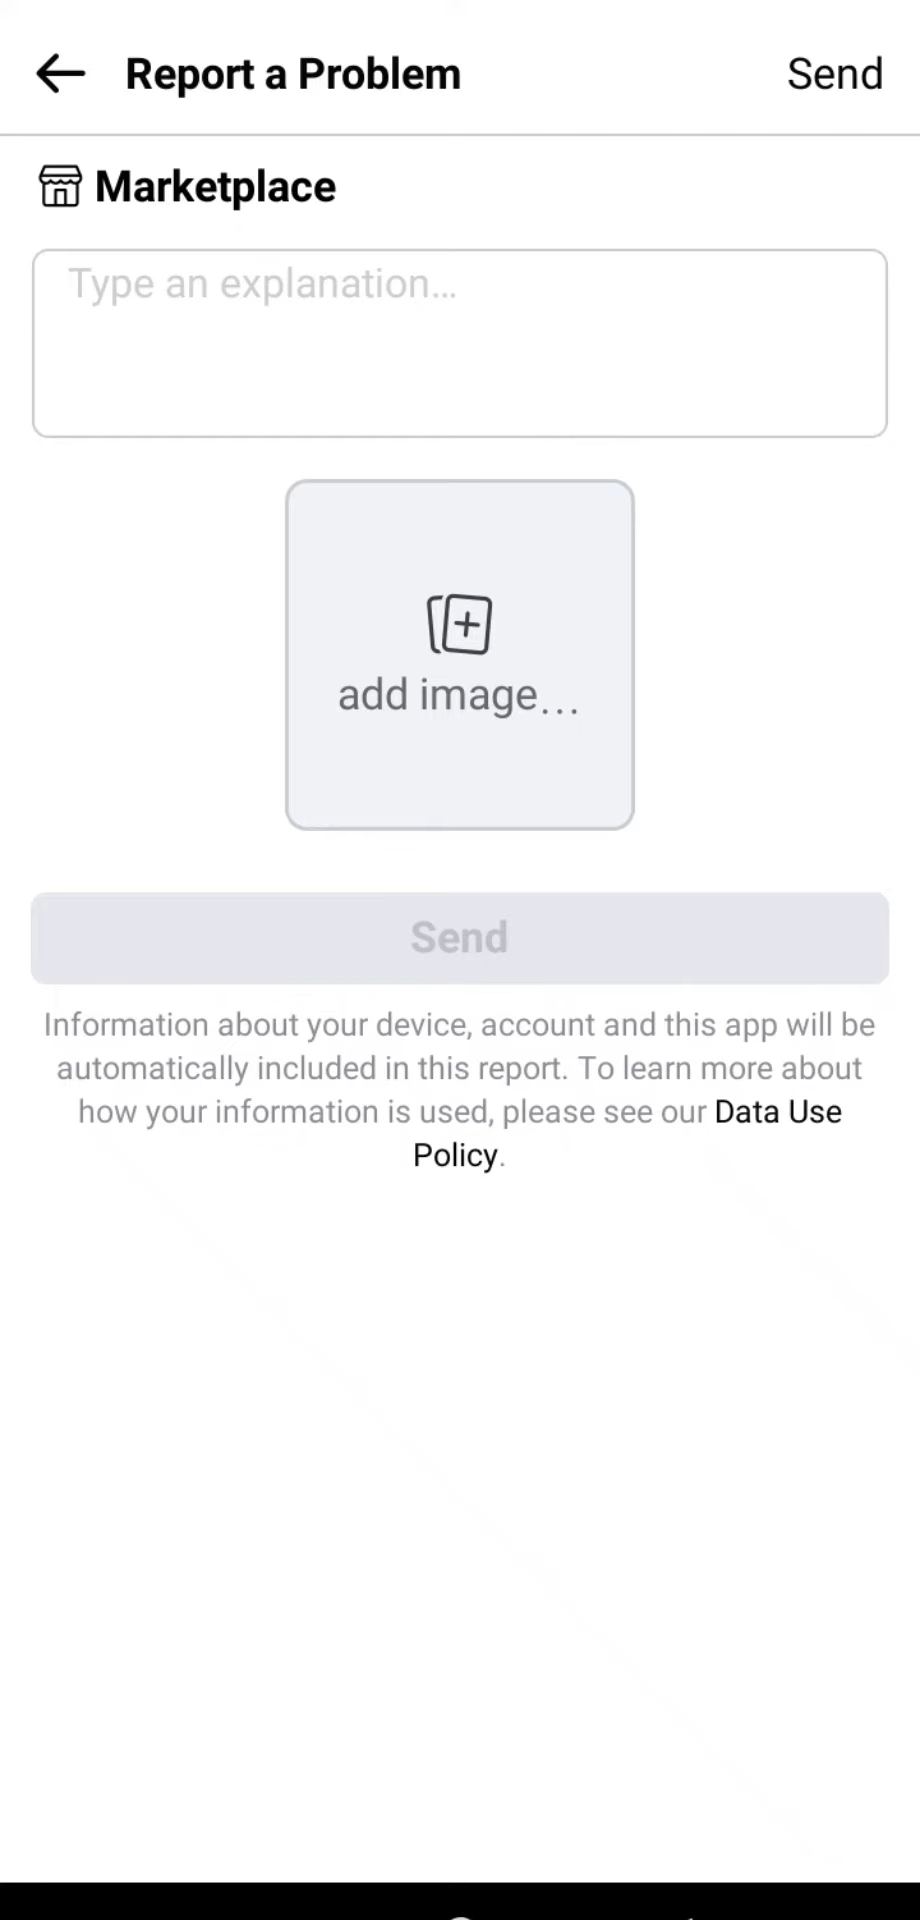 Report a Problem
Send
Marketplace
Type an explanation...
add image...
Send
Information about your device, account and this app will be
automatically included in this report. To learn more about
how your information is used, please see our Data Use
Policy.